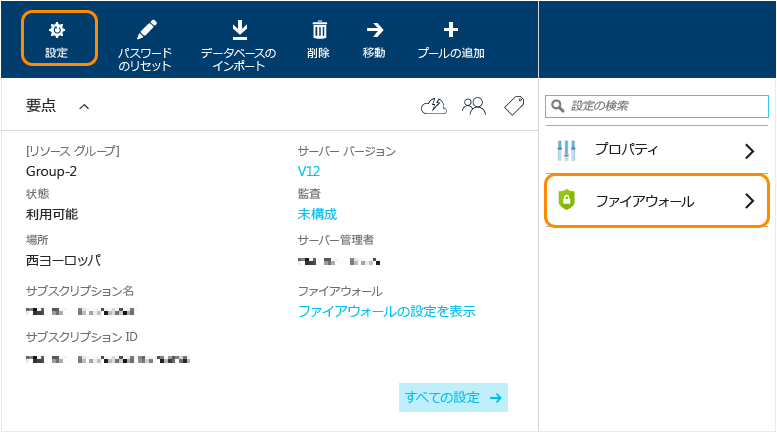 設定
パスワード
のリセット
データベースの
インポート
削除
移動
プールの追加
要点
[リソース グループ]
Group-2
状態
利用可能
場所
西ヨーロッパ
サブスクリプション名
サブスクリプション ID
サーバー バージョン
V12
監査
未構成
サーバー管理者
ファイアウォール
ファイアウォールの設定を表示
すべての設定
設定の検索
プロパティ
ファイアウォール